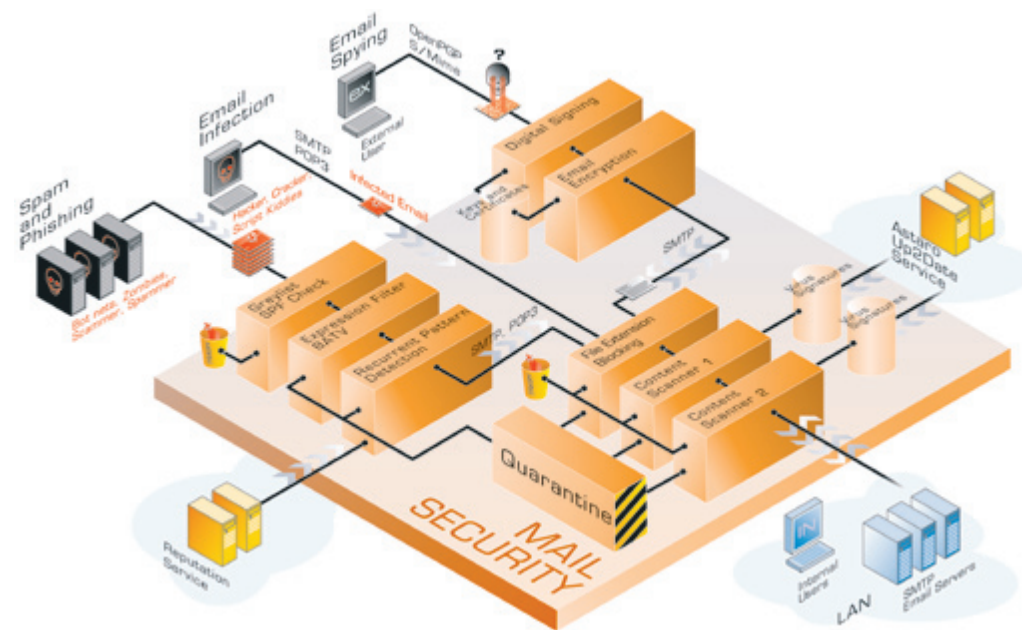 Email
Spying
OpenPGP
S/Mime
?
EX
External
User
Email
Infection
SMTP
POP3
Hacker, Cracker,
Script Kiddies
Infected Email
Spam
and
Phishing
Bot nets, Zombies,
Scammer, Spammer
Digital Signing
Email
Encryption
Keys and
Certificates
SMTP
Astaro
Up2Date
Service
Virus
Signatures
Virus
Signatures
Greylist
SPF Check
Expression Filter
BATV
Recurrent Pattern
Detection
SMTP, POP3
File Extension
Blocking
Content
Scanner 1
Content
Scanner 2
Quarantine
MAIL
SECURITY
Reputation
Service
IN
Internal
Users
SMTP
Email Servers
LAN